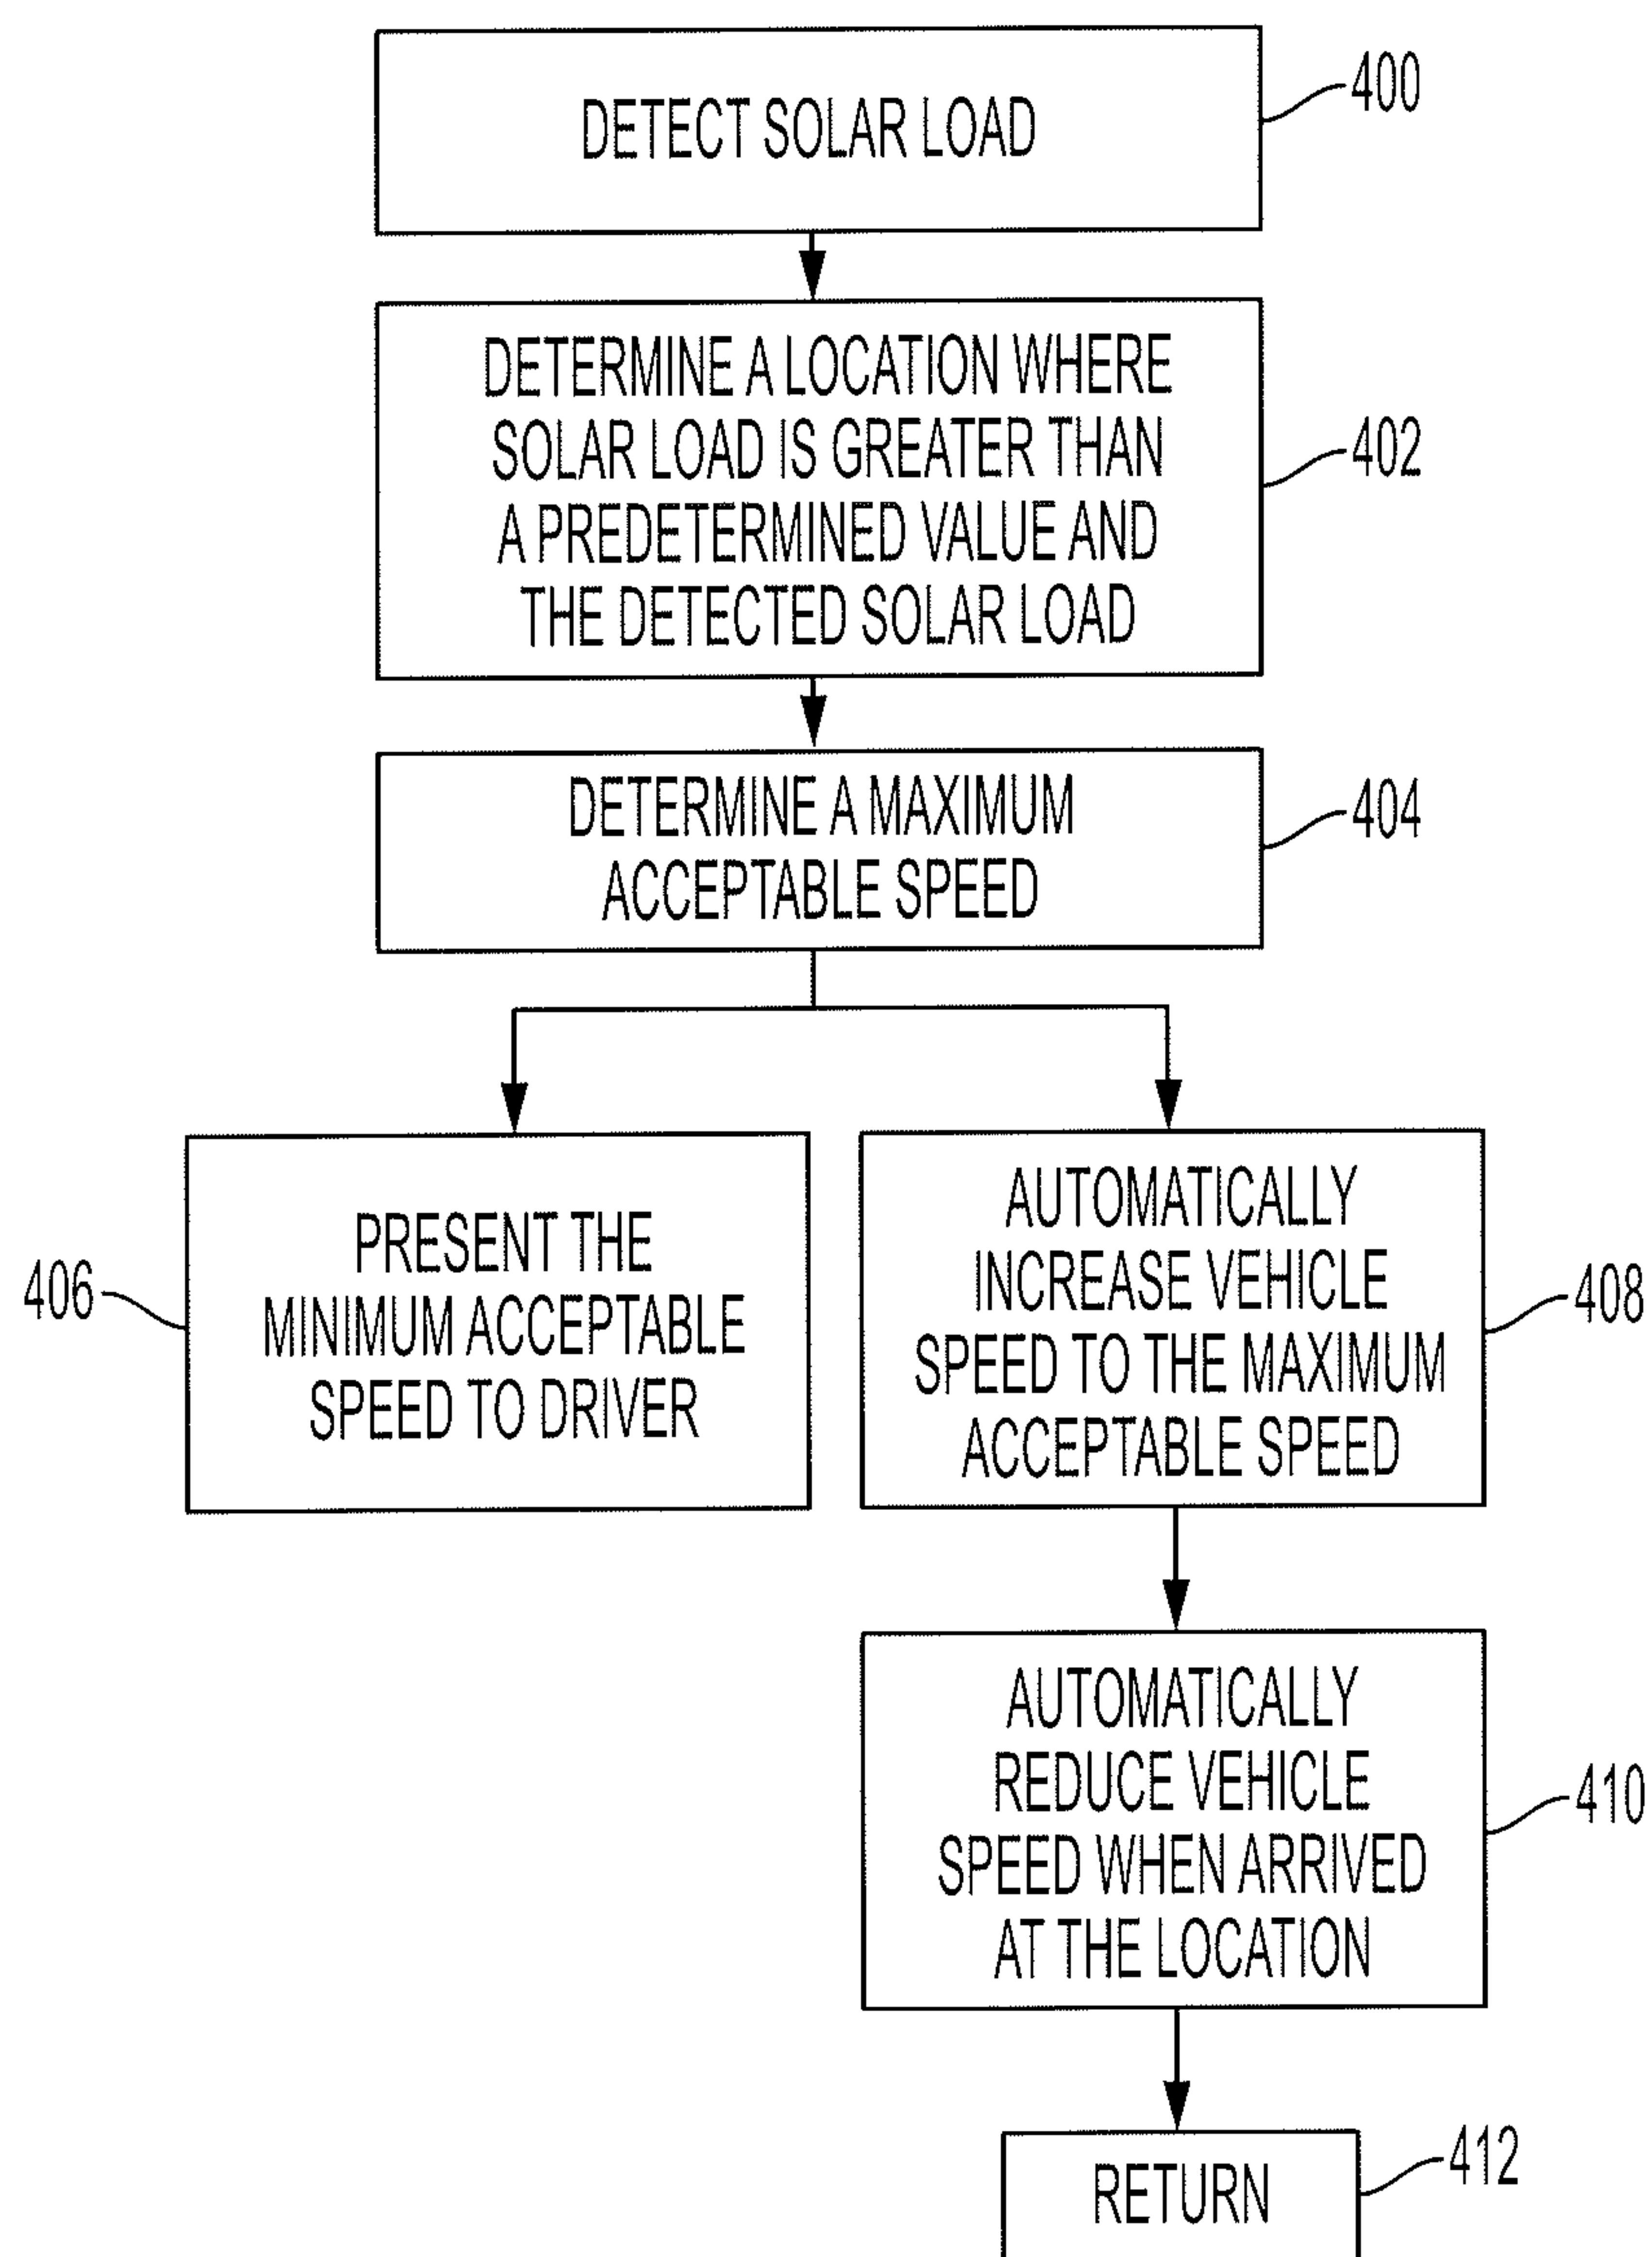 DETECT SOLAR LOAD
400
DETERMINE A LOCATION WHERE
SOLAR LOAD IS GREATER THAN
A PREDETERMINED VALUE AND
THE DETECTED SOLAR LOAD
402
DETERMINE A MAXIMUM
ACCEPTABLE SPEED
404
PRESENT THE
MINIMUM ACCEPTABLE
SPEED TO DRIVER
406
AUTOMATICALLY
INCREASE VEHICLE
SPEED TO THE MAXIMUM
ACCEPTABLE SPEED
408
AUTOMATICALLY
REDUCE VEHICLE
SPEED WHEN ARRIVED
AT THE LOCATION
410
RETURN
412